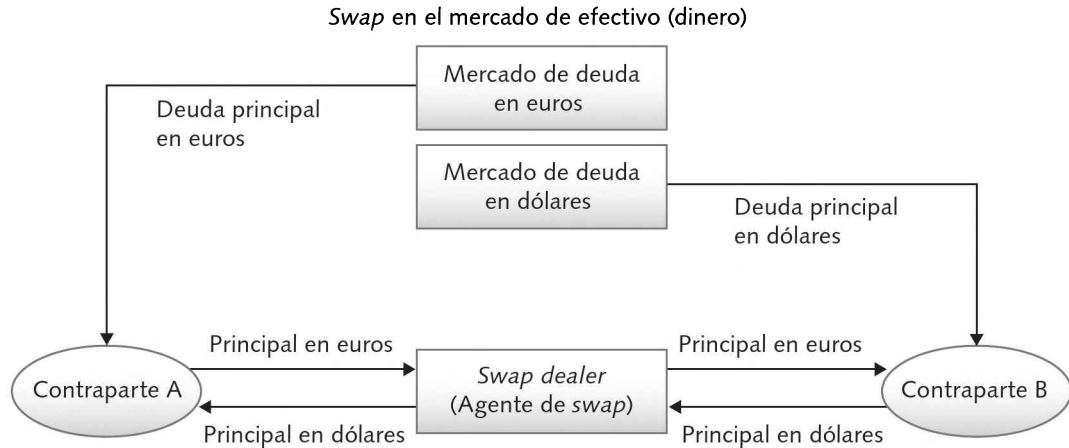 Swap en el mercado de efectivo (dinero)
Mercado de deuda
en euros
Deuda principal
en euros
Mercado de deuda
en dólares
Deuda principal
en dólares
Principal en euros
Principal en euros
Contraparte A
Swap dealer
(Agente de swap)
Contraparte B
Principal en dólares
Principal en dólares